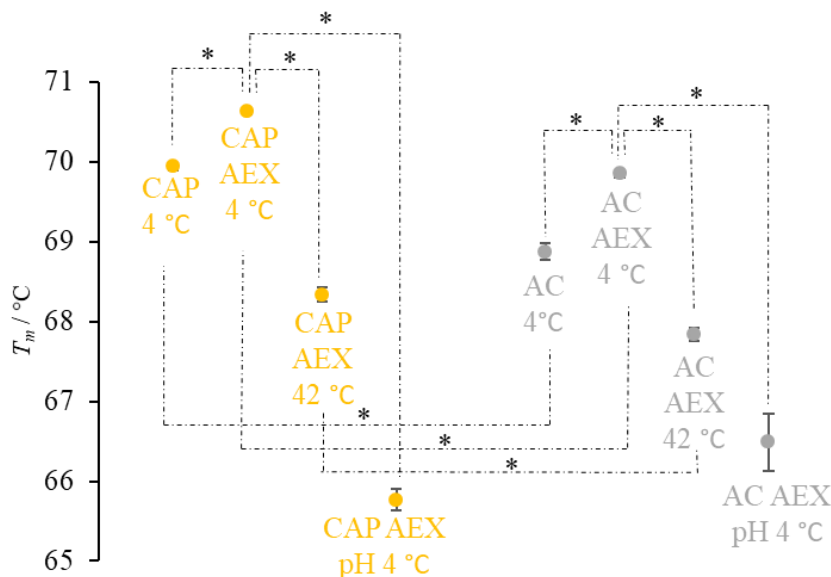 *
*
*
71
70
69
68
67
66
65
Tm / °C
CAP
4 °C
CAP
AEX
4 °C
CAP
AEX
42 °C
CAP AEX
pH 4 °C
*
*
*
AC
4°C
AC
AEX
4 °C
AC
AEX
42 °C
AC AEX
pH 4 °C
*
*
*